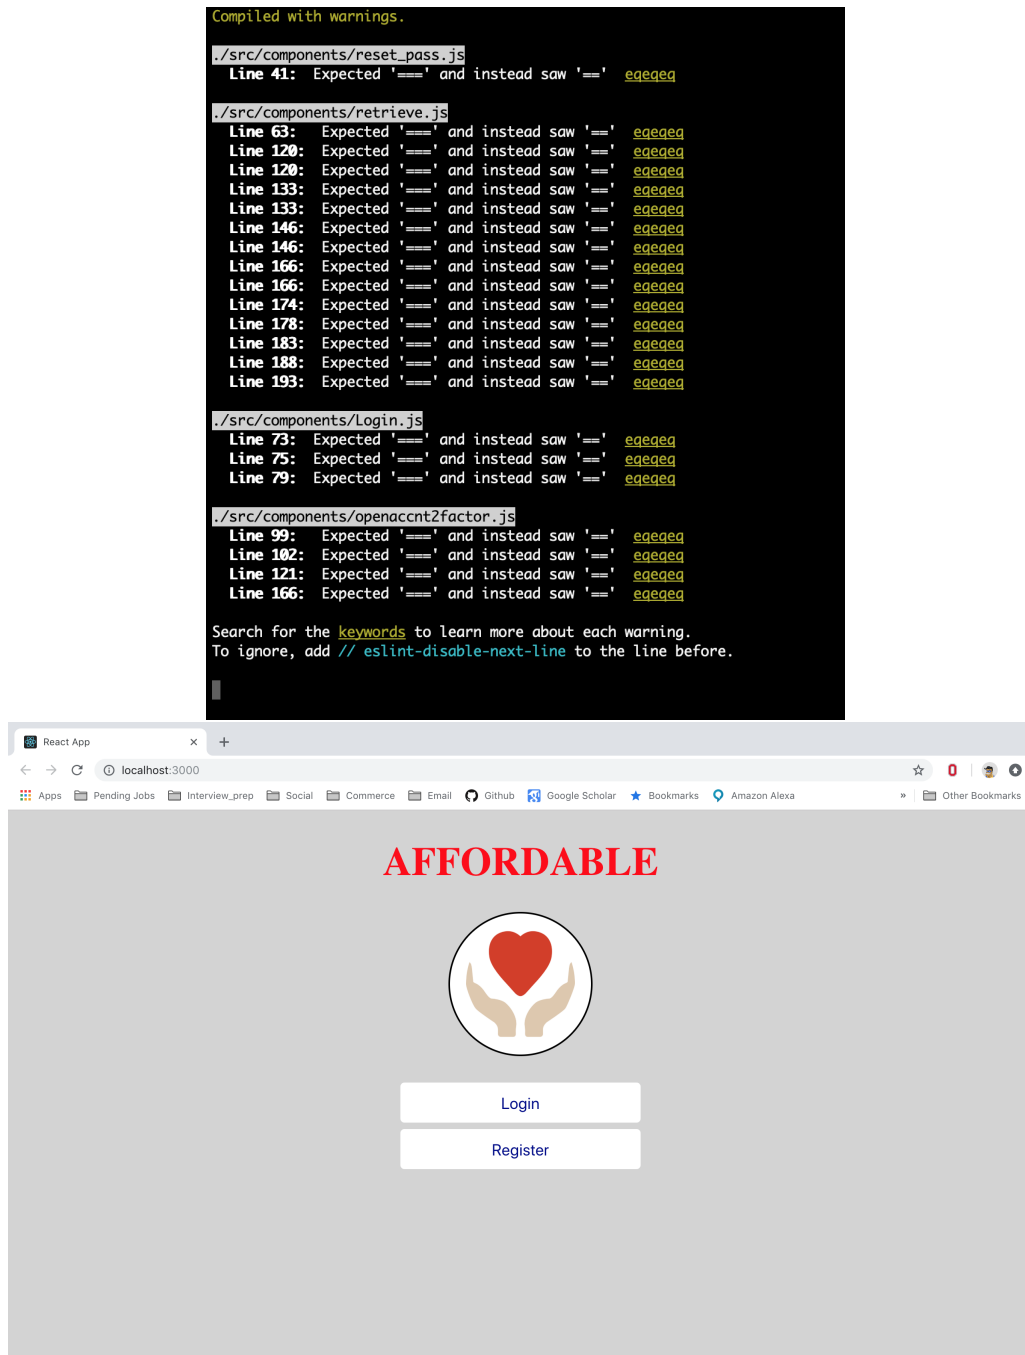 Compiled with warnings.
./src/components/reset_pass.js
Line 41: Expected '===' and instead saw '==' eqeqeq
./src/components/retrieve.js
Line 63: Expected '===' and instead saw '==' eqeqeq
Line 120: Expected '===' and instead saw '==' eqeqeq
Line 120: Expected '===' and instead saw '==' eqeqeq
Line 133: Expected '===' and instead saw '==' eqeqeq
Line 133: Expected '===' and instead saw '==' eqeqeq
Line 146: Expected '===' and instead saw '==' eqeqeq
Line 146: Expected '===' and instead saw '==' eqeqeq
Line 166: Expected '===' and instead saw '==' eqeqeq
Line 166: Expected '===' and instead saw '==' eqeqeq
Line 174: Expected '===' and instead saw '==' eqeqeq
Line 178: Expected '===' and instead saw '==' eqeqeq
Line 183: Expected '===' and instead saw '==' eqeqeq
Line 188: Expected '===' and instead saw '==' eqeqeq
Line 193: Expected '===' and instead saw '==' eqeqeq
./src/components/Login.js
Line 73: Expected '===' and instead saw '==' eqeqeq
Line 75: Expected '===' and instead saw '==' eqeqeq
Line 79: Expected '===' and instead saw '==' eqeqeq
./src/components/openaccnt2factor.js
Line 99: Expected '===' and instead saw '==' eqeqeq
Line 102: Expected '===' and instead saw '==' eqeqeq
Line 121: Expected '===' and instead saw '==' eqeqeq
Line 166: Expected '===' and instead saw '==' eqeqeq
Search for the keywords to learn more about each warning.
To ignore, add // eslint-disable-next-line to the line before.
React App
localhost:3000
Apps Pending Jobs Interview_prep Social Commerce Email Github Google Scholar Bookmarks Amazon Alexa » Other Bookmarks
AFFORDABLE
Login
Register